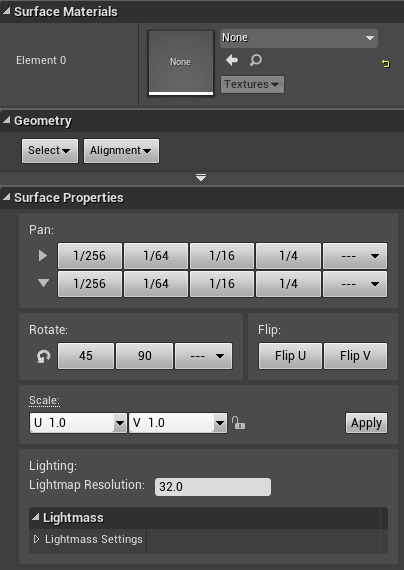 Surface Materials
Element 0
None
None
Textures
Geometry
Select
Alignment
Surface Properties
Pan:
1/256 1/64 1/16 1/4 ---
1/256 1/64 1/16 1/4 ---
Rotate:
45 90 ---
Flip:
Flip U Flip V
Scale:
U 1.0 V 1.0 Apply
Lighting:
Lightmap Resolution: 32.0
Lightmass
Lightmass Settings